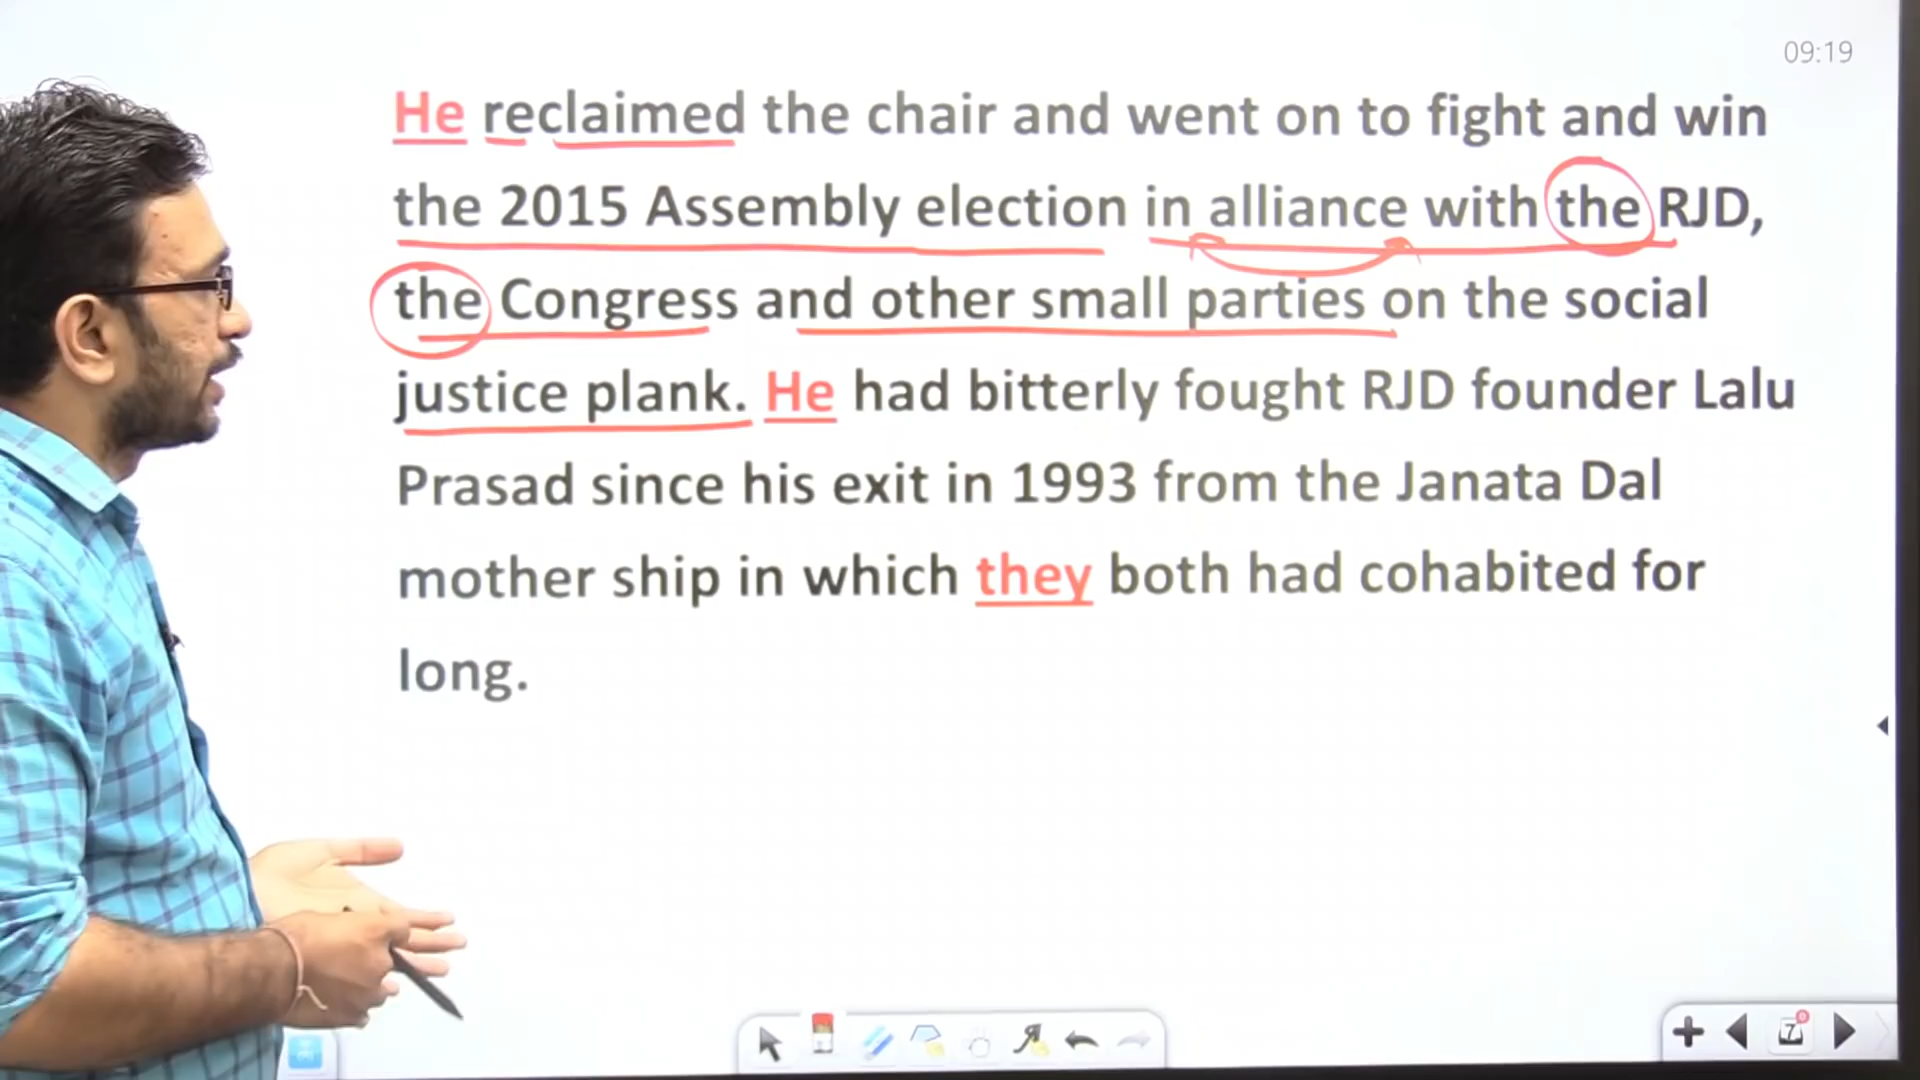 09:19
He reclaimed the chair and went on to fight and win
the 2015 Assembly election in alliance with the RJD,
the Congress and other small parties on the social
justice plank. He had bitterly fought RJD founder Lalu
Prasad since his exit in 1993 from the Janata Dal
mother ship in which they both had cohabited for
long.
7